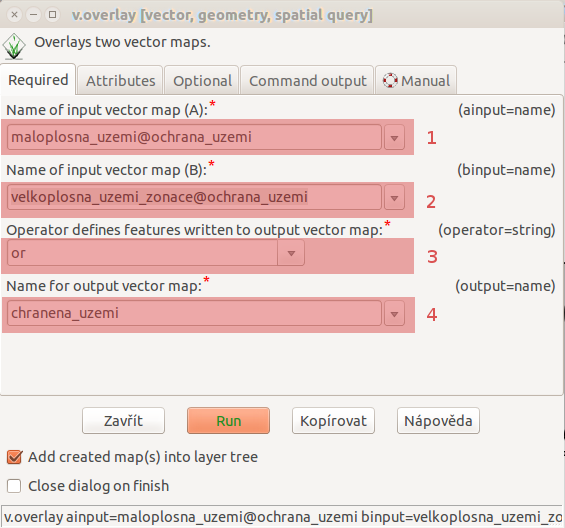 v.overlay [vector, geometry, spatial query]
Overlays two vector maps.
Required Attributes Optional Command output Manual
Name of input vector map (A):* (ainput=name)
maloplosna_uzemi@ochrana_uzemi 1
Name of input vector map (B):* (binput=name)
velkoplosna_uzemi_zonace@ochrana_uzemi 2
Operator defines features written to output vector map:* (operator=string)
or 3
Name for output vector map:* (output=name)
chranena_uzemi 4
Zavřít Run Kopírovat Nápověda
Add created map(s) into layer tree
Close dialog on finish
v.overlay ainput=maloplosna_uzemi@ochrana_uzemi binput=velkoplosna_uzemi_zo